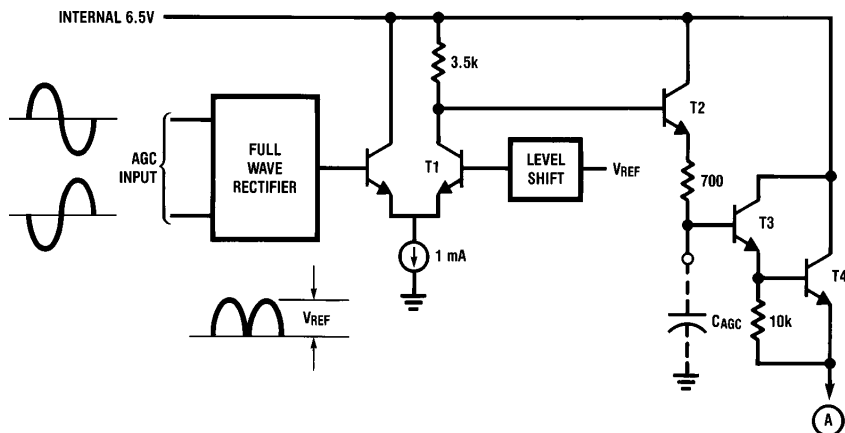 INTERNAL 6.5V
3.5k
T2
AGC
INPUT
FULL
WAVE
RECTIFIER
T1
LEVEL
SHIFT
VREF
700
T3
1 mA
T4
VREF
CAGC
10k
A